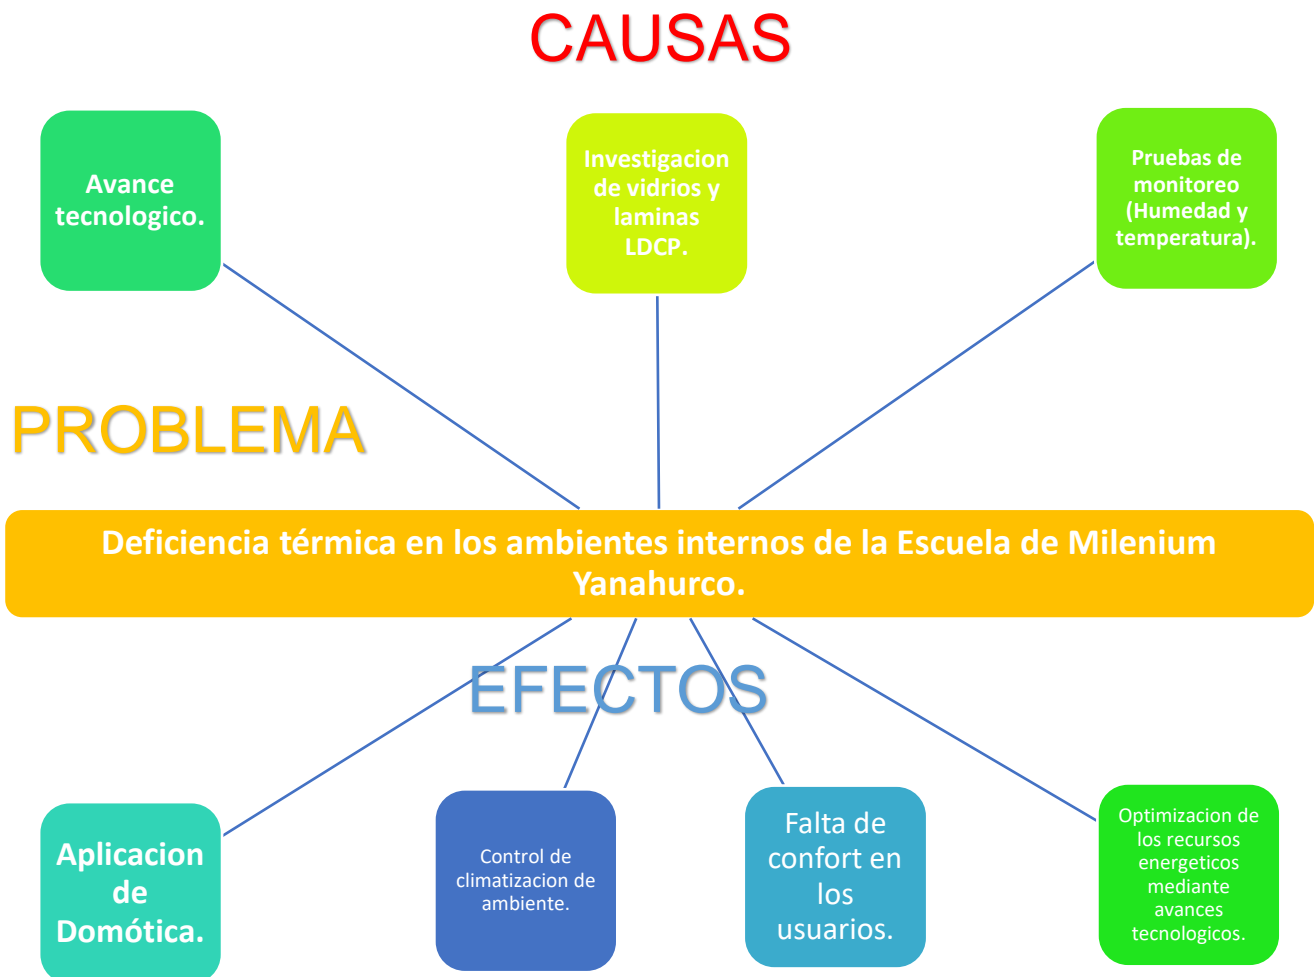 CAUSAS
Avance
tecnologico.
Investigacion
de vidrios y
laminas
LDCP.
Pruebas de
monitoreo
(Humedad y
temperatura).
PROBLEMA
Deficiencia térmica en los ambientes internos de la Escuela de Milenium
Yanahurco.
EFECTOS
Aplicacion
de
Domótica.
Control de
climatizacion de
ambiente.
Falta de
confort en
los
usuarios.
Optimizacion de
los recursos
energeticos
mediante
avances
tecnologicos.